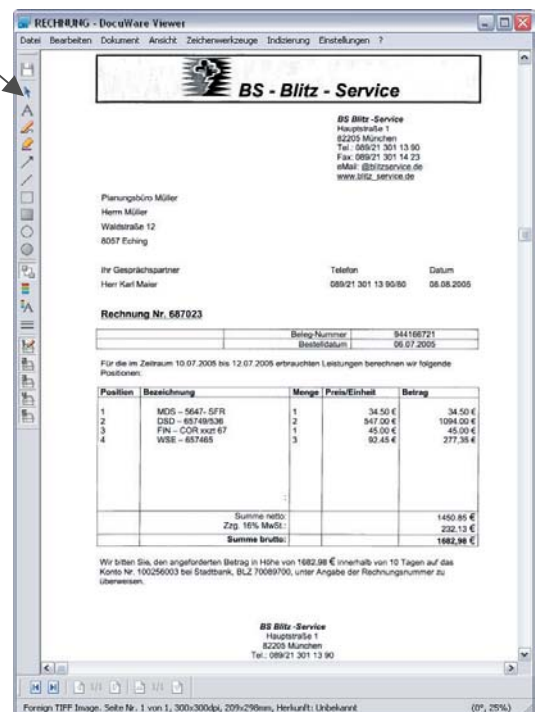 RECHNUNG - DocuWare Viewer
Datei Bearbeiten Dokument Ansicht Zeichenwerkzeuge Indizierung Einstellungen ?
BS - Blitz - Service
BS Blitz -Service
Hauptstraße 1
82205 München
Tel.: 089/21 301 13 90
Fax: 089/21 301 14 23
eMail: @blitzservice.de
www.blitz_service.de
Planungsbüro Müller
Herrn Müller
Waldstraße 12
8057 Eching
Ihr Gesprächspartner Telefon Datum
Herr Karl Maier 089/21 301 13 90/80 08.08.2005
Rechnung Nr. 687023
Beleg-Nummer 944166721
Bestelldatum 06.07.2005
Für die im Zeitraum 10.07.2005 bis 12.07.2005 erbrauchten Leistungen berechnen wir folgende
Positionen:
Position Bezeichnung Menge Preis/Einheit Betrag
1 MDS – 5647- SFR 1 34.50 € 34.50 €
2 DSD – 65749/536 2 547.00 € 1094.00 €
3 FIN – COR xxzt 67 1 45.00 € 45.00 €
4 WSE – 657465 3 92.45 € 277,35 €
Summe netto: 1450.85 €
Zzg. 16% MwSt.: 232.13 €
Summe brutto: 1682,98 €
Wir bitten Sie, den angeforderten Betrag in Höhe von 1682.98 € innerhalb von 10 Tagen auf das
Konto Nr. 100256003 bei Stadtbank, BLZ 70089700, unter Angabe der Rechnungsnummer zu
überweisen.
BS Blitz -Service
Hauptstraße 1
82205 München
Tel.: 089/21 301 13 90
1/1 1/1
Foreign TIFF Image. Seite Nr. 1 von 1, 300x300dpi, 209x298mm, Herkunft: Unbekannt (0°, 25%)